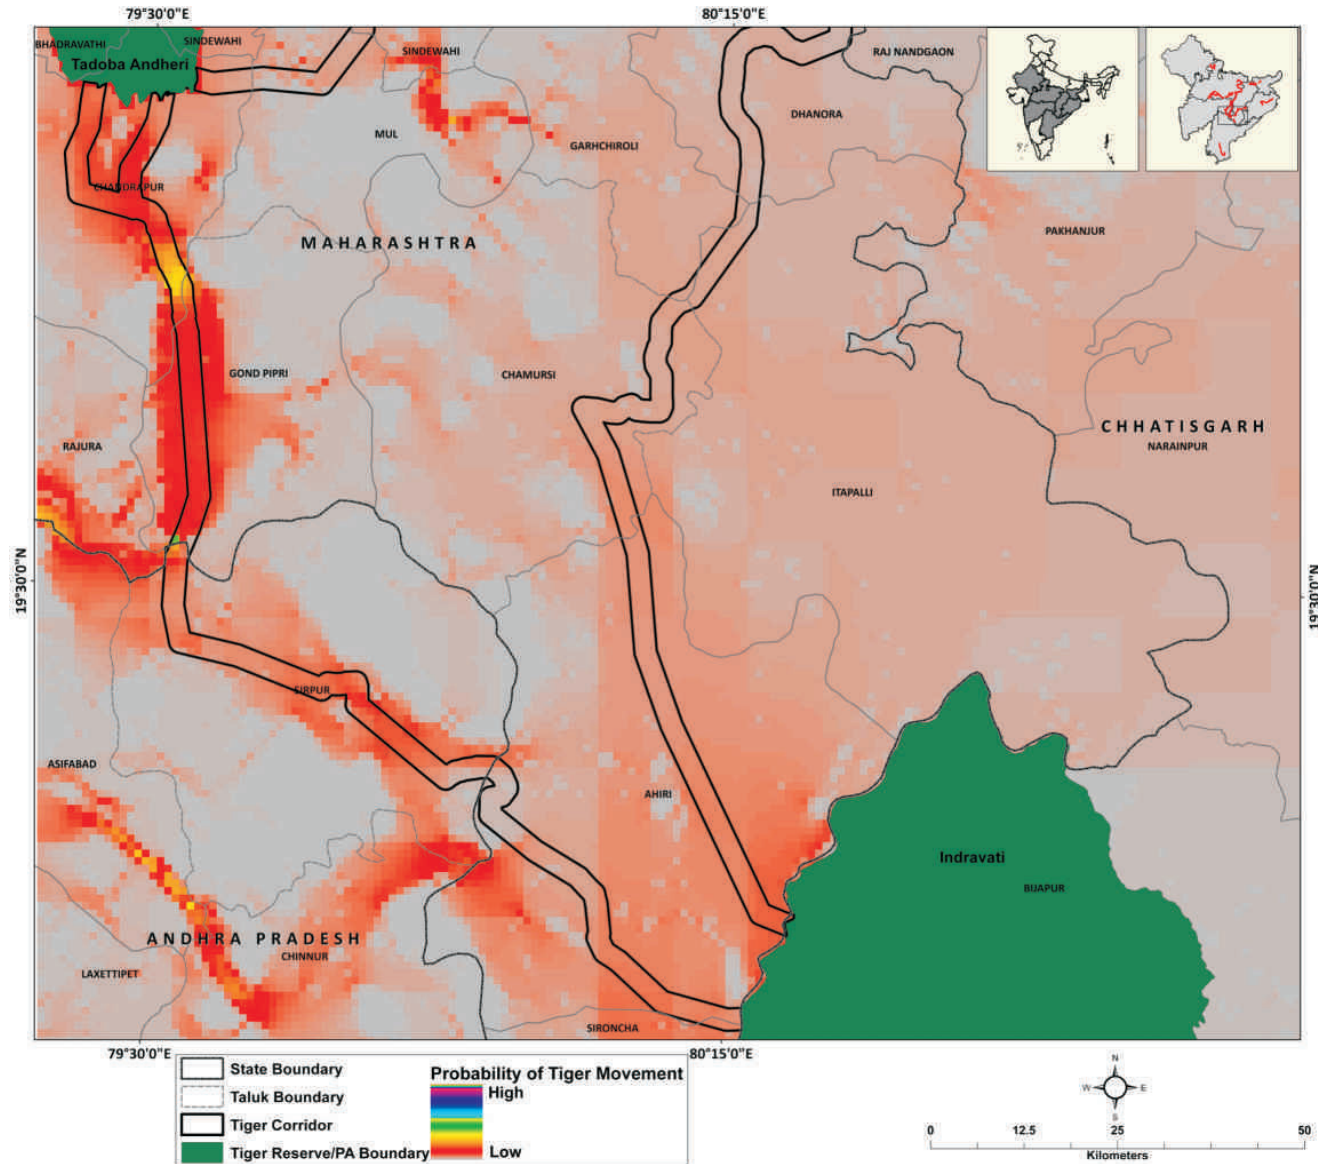 79°30'0"E
80°15'0"E
BHADRAVATHI
SINDEWAHI
SINDEWAHI
RAJ NANDGAON
Tadoba Andheri
DHANORA
MUL
GARHCHIROLI
CHANDRAPUR
PAKHANJUR
MAHARASHTRA
GOND PIPRI
CHAMURSI
CHHATISGARH
RAJURA
NARAINPUR
ITAPALLI
19°30'0"N
19°30'0"N
SIRPUR
ASIFABAD
AHIRI
Indravati
BIJAPUR
ANDHRA PRADESH
CHINNUR
LAXETTIPET
SIRONCHA
79°30'0"E
80°15'0"E
State Boundary
Taluk Boundary
Tiger Corridor
Tiger Reserve/PA Boundary
Probability of Tiger Movement
High
Low
N
W
E
S
0
12.5
25
50
Kilometers